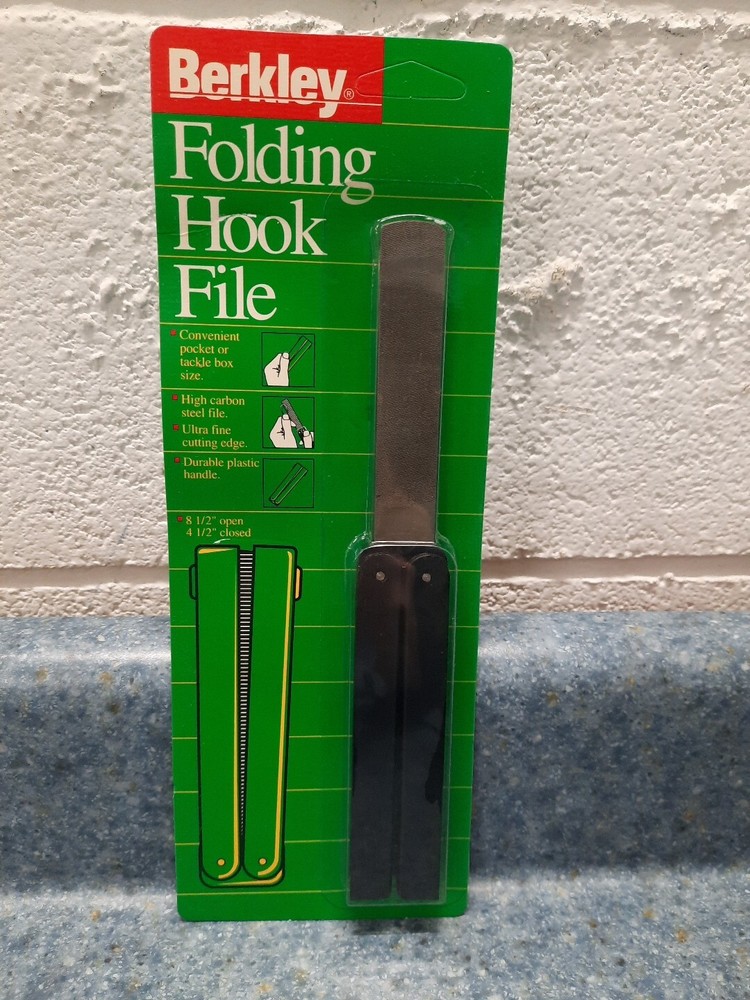 Berkley®
Folding
Hook
File
Convenient
pocket or
tackle box
size.
High carbon
steel file.
Ultra fine
cutting edge.
Durable plastic
handle.
8 1/2" open
4 1/2" closed